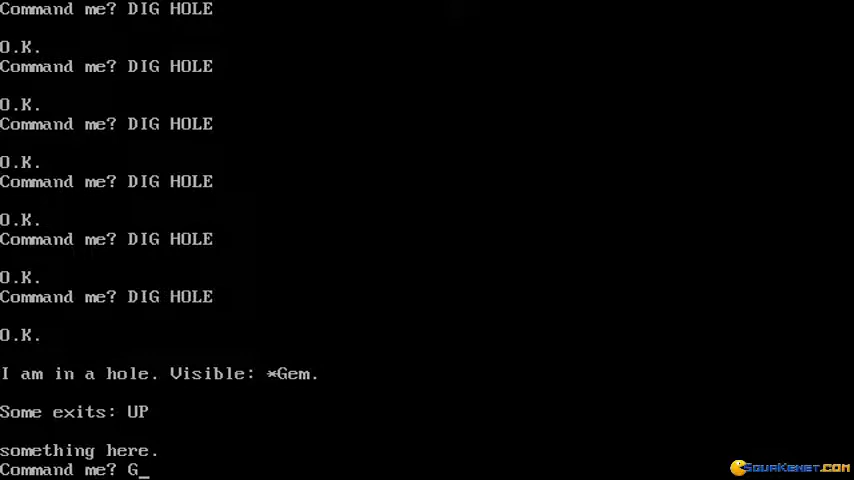 Command me? DIG HOLE
O.K.
Command me? DIG HOLE
O.K.
Command me? DIG HOLE
O.K.
Command me? DIG HOLE
O.K.
Command me? DIG HOLE
O.K.
Command me? DIG HOLE
O.K.
I am in a hole. Visible: *Gem.
Some exits: UP
something here.
Command me? G_
SquaKenet.com